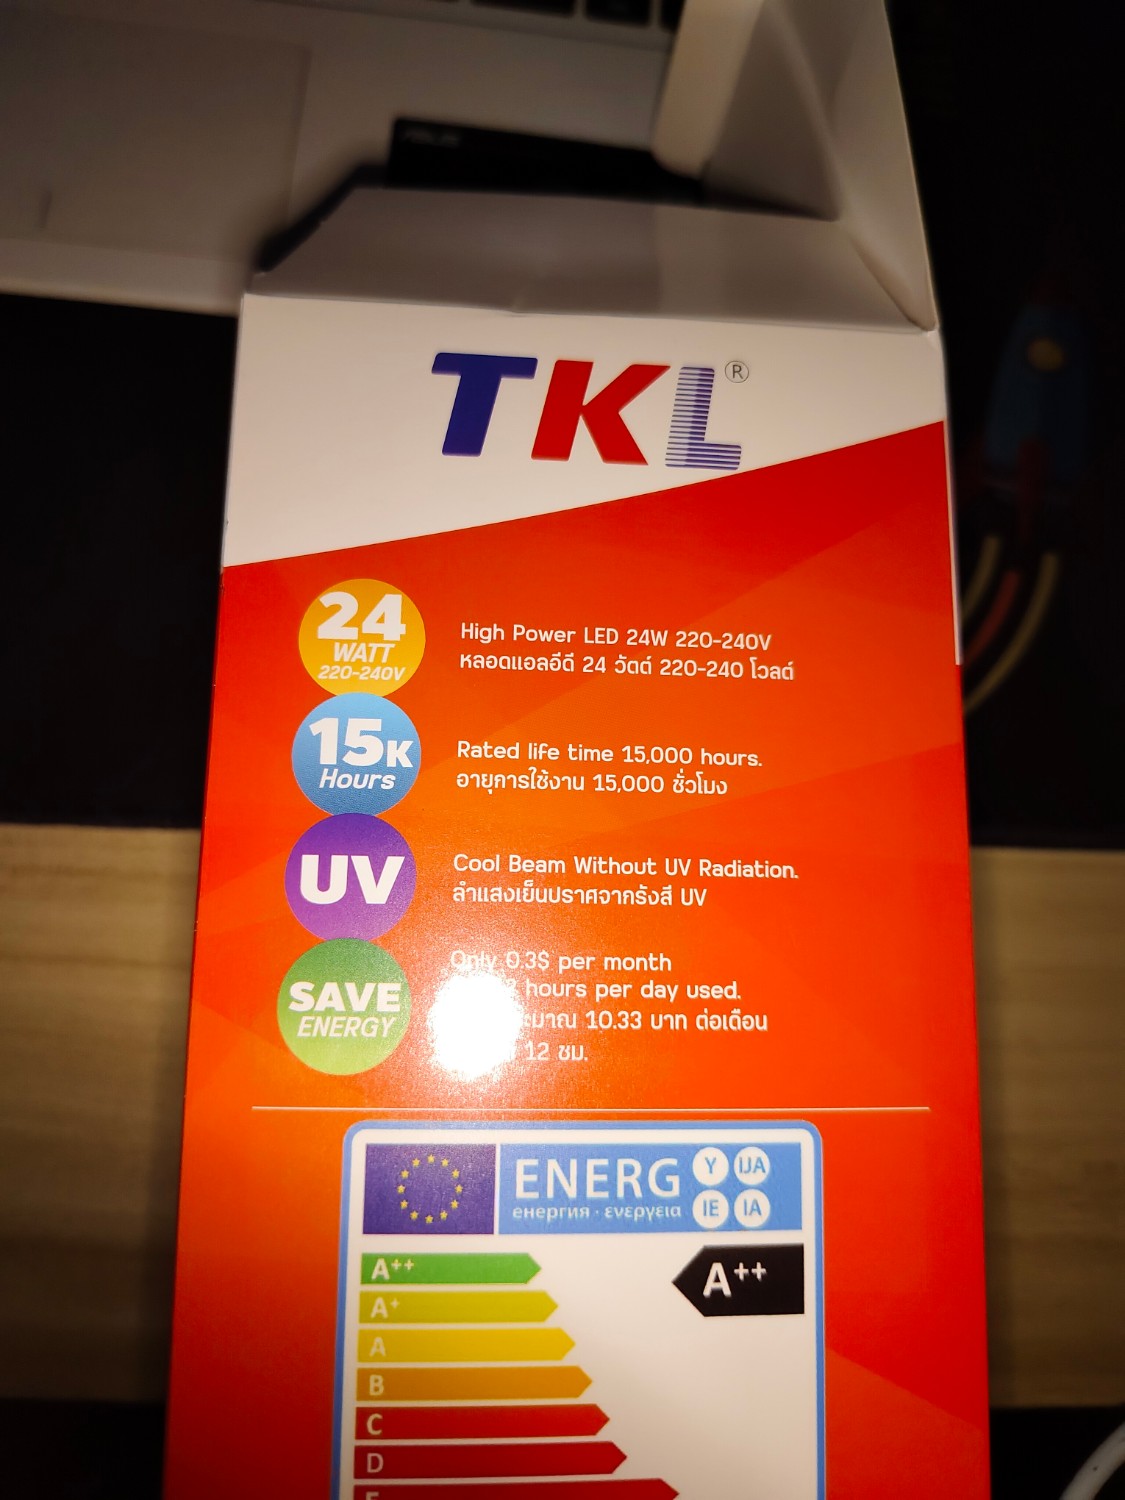 TKL®
24
WATT
220-240V
High Power LED 24W 220-240V
หลอดแอลอีดี 24 วัตต์ 220-240 โวลต์
15K
Hours
Rated life time 15,000 hours.
อายุการใช้งาน 15,000 ชั่วโมง
UV
Cool Beam Without UV Radiation.
ลำแสงเย็นปราศจากรังสี UV
SAVE
ENERGY
Only 0.3$ per month
hours per day used.
10.33 บาท ต่อเดือน
12 ชม.
ENERG
Y IJA
IE IA
енергия · ενεργεια
A++
A++
A+
A
B
C
D